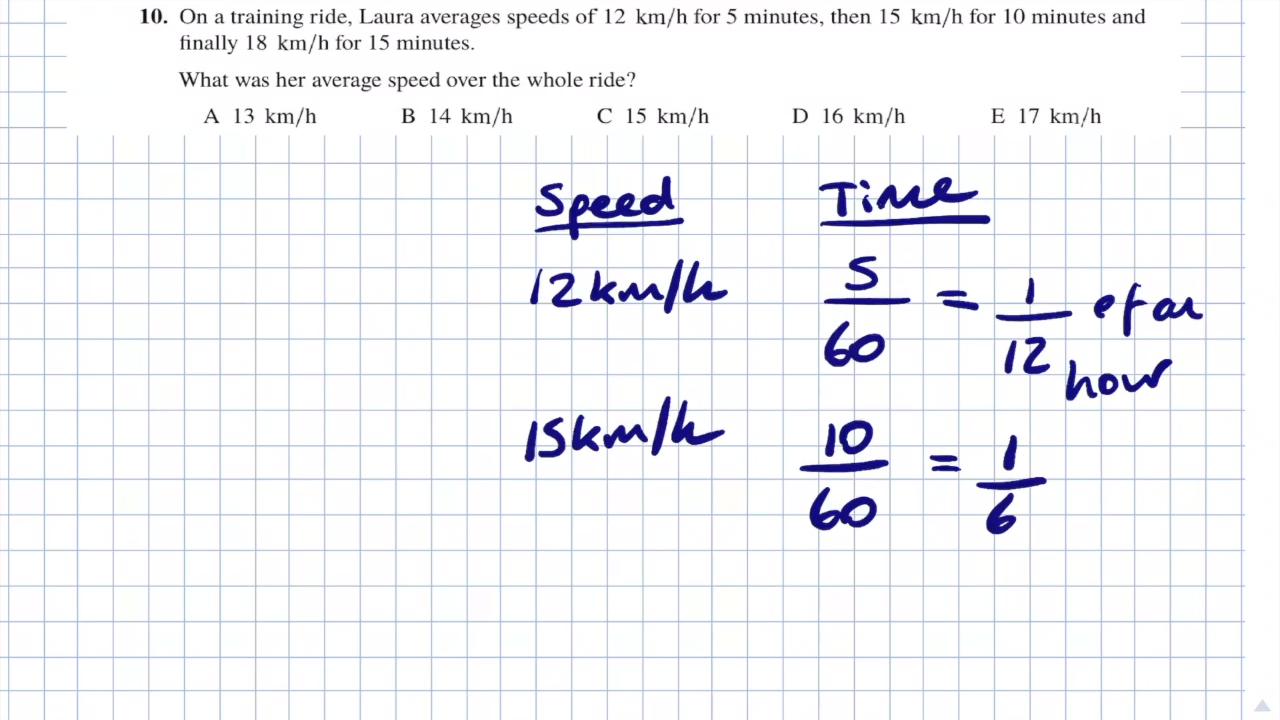 10. On a training ride, Laura averages speeds of 12 km/h for 5 minutes, then 15 km/h for 10 minutes and
finally 18 km/h for 15 minutes.
What was her average speed over the whole ride?
A 13 km/h B 14 km/h C 15 km/h D 16 km/h E 17 km/h
Speed Time
12km/h 5/60 = 1/12 of an
hour
15km/h 10/60 = 1/6